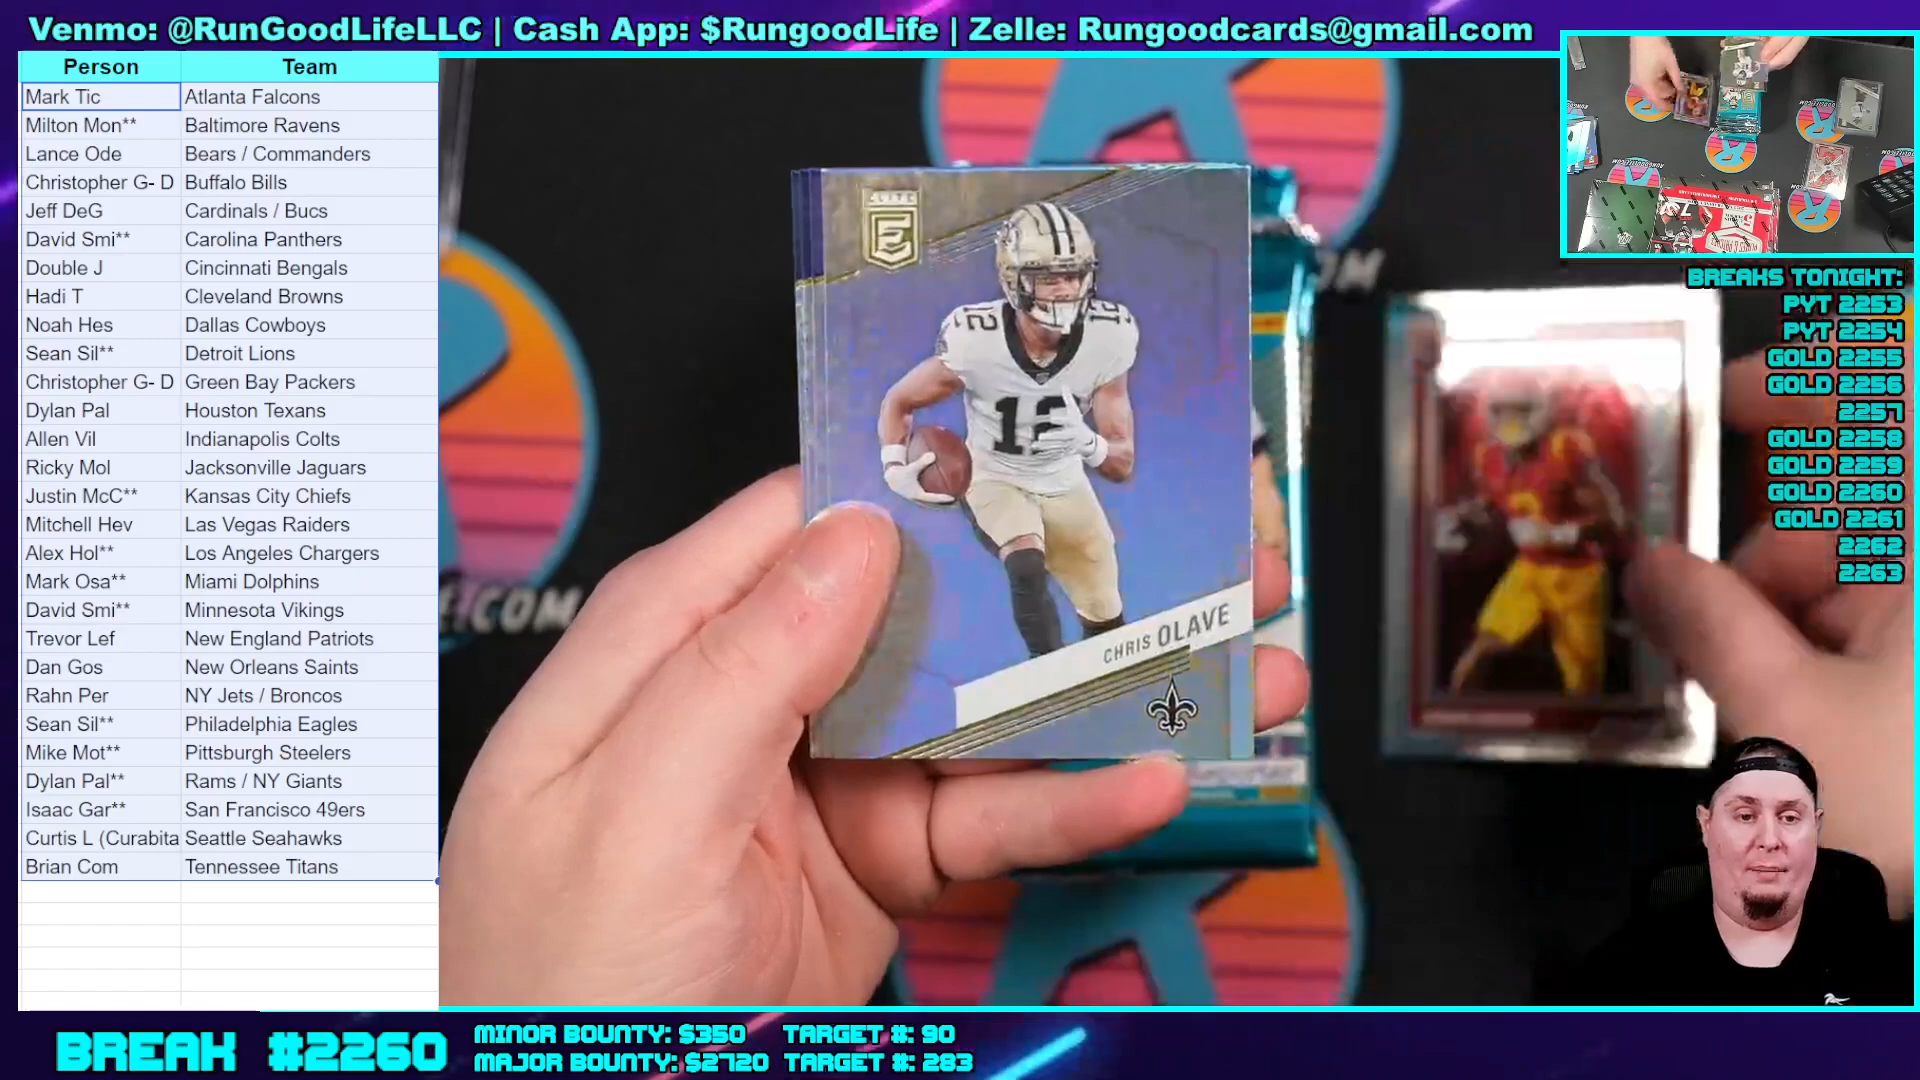 Venmo: @RunGoodLifeLLC | Cash App: $RungoodLife | Zelle: Rungoodcards@gmail.com
Person Team
Mark Tic Atlanta Falcons
Milton Mon** Baltimore Ravens
Lance Ode Bears / Commanders
Christopher G- D Buffalo Bills
Jeff DeG Cardinals / Bucs
David Smi** Carolina Panthers
Double J Cincinnati Bengals
Hadi T Cleveland Browns
Noah Hes Dallas Cowboys
Sean Sil** Detroit Lions
Christopher G- D Green Bay Packers
Dylan Pal Houston Texans
Allen Vil Indianapolis Colts
Ricky Mol Jacksonville Jaguars
Justin McC** Kansas City Chiefs
Mitchell Hev Las Vegas Raiders
Alex Hol** Los Angeles Chargers
Mark Osa** Miami Dolphins
David Smi** Minnesota Vikings
Trevor Lef New England Patriots
Dan Gos New Orleans Saints
Rahn Per NY Jets / Broncos
Sean Sil** Philadelphia Eagles
Mike Mot** Pittsburgh Steelers
Dylan Pal** Rams / NY Giants
Isaac Gar** San Francisco 49ers
Curtis L (Curabita Seattle Seahawks
Brian Com Tennessee Titans
ELITE
E
12
12
12
CHRIS OLAVE
.COM
BREAKS TONIGHT:
PYT 2253
PYT 2254
GOLD 2255
GOLD 2256
2257
GOLD 2258
GOLD 2259
GOLD 2260
GOLD 2261
2262
2263
BREAK #2260
MINOR BOUNTY: $350 TARGET #: 90
MAJOR BOUNTY: $2720 TARGET #: 283